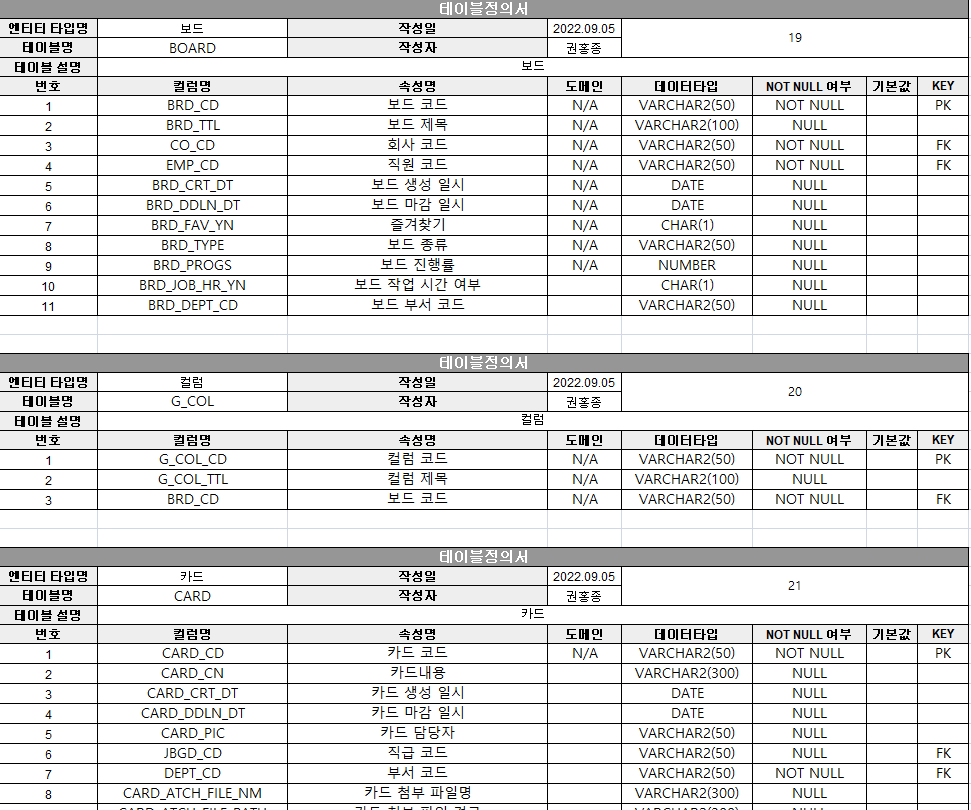 테이블정의서
엔티티 타입명 보드 작성일 2022.09.05 19
테이블명 BOARD 작성자 권홍종
테이블 설명 보드
번호 컬럼명 속성명 도메인 데이터타입 NOT NULL 여부 기본값 KEY
1 BRD_CD 보드 코드 N/A VARCHAR2(50) NOT NULL PK
2 BRD_TTL 보드 제목 N/A VARCHAR2(100) NULL
3 CO_CD 회사 코드 N/A VARCHAR2(50) NOT NULL FK
4 EMP_CD 직원 코드 N/A VARCHAR2(50) NOT NULL FK
5 BRD_CRT_DT 보드 생성 일시 N/A DATE NULL
6 BRD_DDLN_DT 보드 마감 일시 N/A DATE NULL
7 BRD_FAV_YN 즐겨찾기 N/A CHAR(1) NULL
8 BRD_TYPE 보드 종류 N/A VARCHAR2(50) NULL
9 BRD_PROGS 보드 진행률 N/A NUMBER NULL
10 BRD_JOB_HR_YN 보드 작업 시간 여부 CHAR(1) NULL
11 BRD_DEPT_CD 보드 부서 코드 VARCHAR2(50) NULL
테이블정의서
엔티티 타입명 컬럼 작성일 2022.09.05 20
테이블명 G_COL 작성자 권홍종
테이블 설명 컬럼
번호 컬럼명 속성명 도메인 데이터타입 NOT NULL 여부 기본값 KEY
1 G_COL_CD 컬럼 코드 N/A VARCHAR2(50) NOT NULL PK
2 G_COL_TTL 컬럼 제목 N/A VARCHAR2(100) NULL
3 BRD_CD 보드 코드 N/A VARCHAR2(50) NOT NULL FK
테이블정의서
엔티티 타입명 카드 작성일 2022.09.05 21
테이블명 CARD 작성자 권홍종
테이블 설명 카드
번호 컬럼명 속성명 도메인 데이터타입 NOT NULL 여부 기본값 KEY
1 CARD_CD 카드 코드 N/A VARCHAR2(50) NOT NULL PK
2 CARD_CN 카드내용 VARCHAR2(300) NULL
3 CARD_CRT_DT 카드 생성 일시 DATE NULL
4 CARD_DDLN_DT 카드 마감 일시 DATE NULL
5 CARD_PIC 카드 담당자 VARCHAR2(50) NULL
6 JBGD_CD 직급 코드 VARCHAR2(50) NULL FK
7 DEPT_CD 부서 코드 VARCHAR2(50) NOT NULL FK
8 CARD_ATCH_FILE_NM 카드 첨부 파일명 VARCHAR2(300) NULL